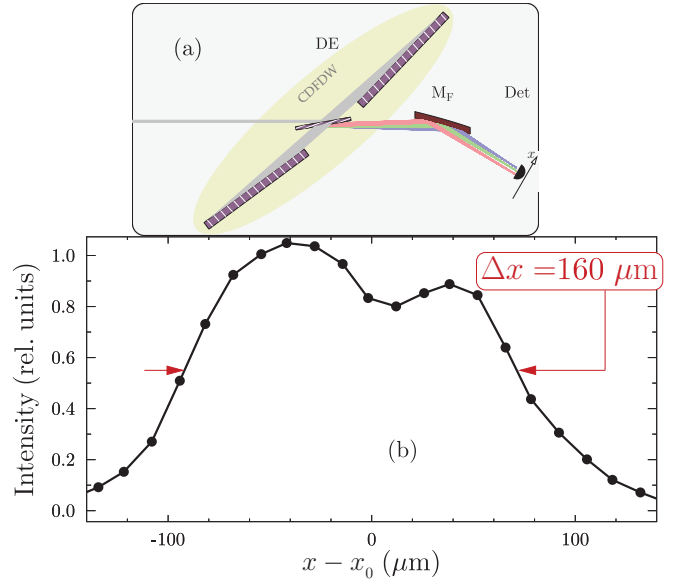 (a)
DE
CDFDW
M_F
Det
x
Δx = 160 μm
Intensity (rel. units)
1.0
0.8
0.6
0.4
0.2
0.0
(b)
-100
0
100
x − x_0 (μm)